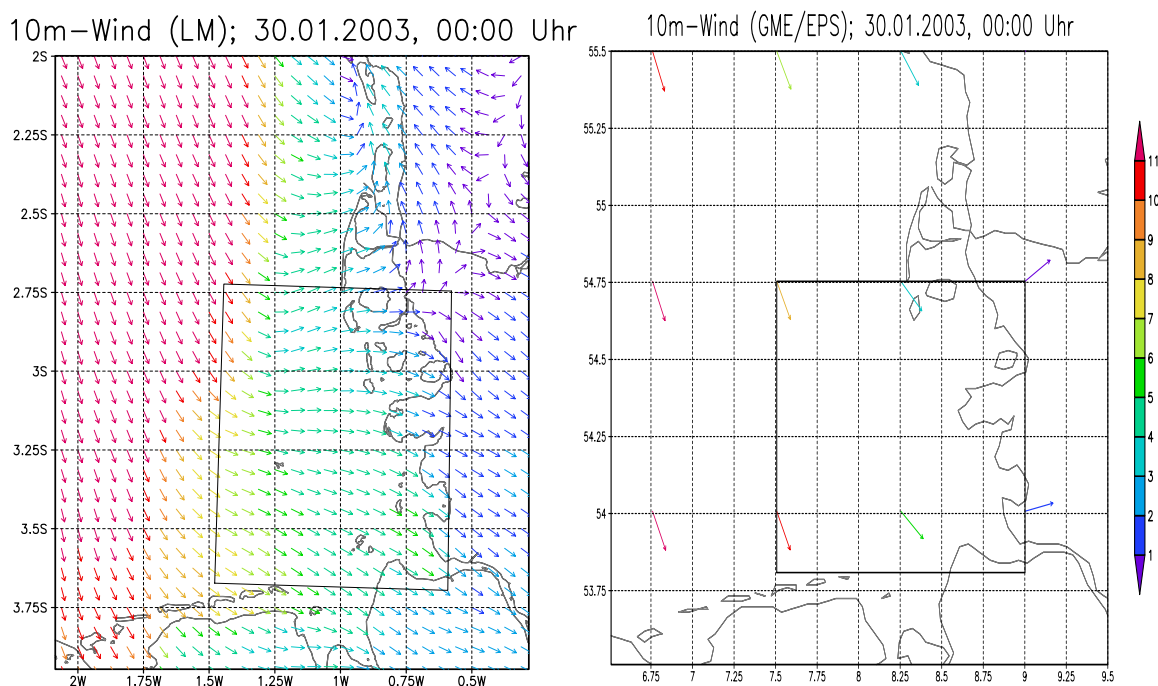 10m-Wind (LM); 30.01.2003, 00:00 Uhr
2S
2.25S
2.5S
2.75S
3S
3.25S
3.5S
3.75S
2W 1.75W 1.5W 1.25W 1W 0.75W 0.5W
10m-Wind (GME/EPS); 30.01.2003, 00:00 Uhr
55.5
55.25
55
54.75
54.5
54.25
54
53.75
6.75 7 7.25 7.5 7.75 8 8.25 8.5 8.75 9 9.25 9.5
11
10
9
8
7
6
5
4
3
2
1